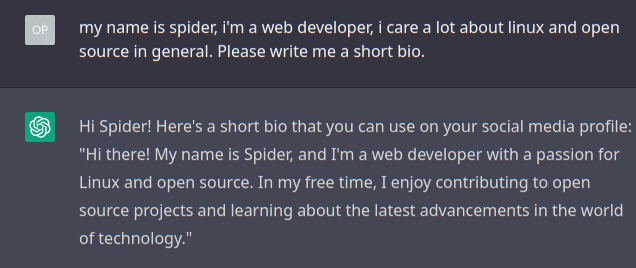 OP
my name is spider, i'm a web developer, i care a lot about linux and open
source in general. Please write me a short bio.
Hi Spider! Here's a short bio that you can use on your social media profile:
"Hi there! My name is Spider, and I'm a web developer with a passion for
Linux and open source. In my free time, I enjoy contributing to open
source projects and learning about the latest advancements in the world
of technology."